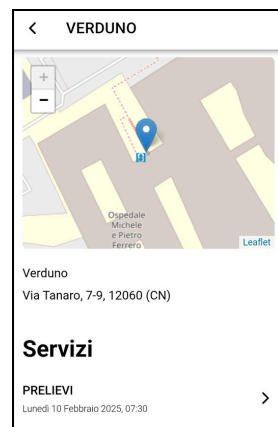 VERDUNO
+
−
Ospedale
Michele
e Pietro
Ferrero
Leaflet
Verduno
Via Tanaro, 7-9, 12060 (CN)
Servizi
PRELIEVI
Lunedì 10 Febbraio 2025, 07:30